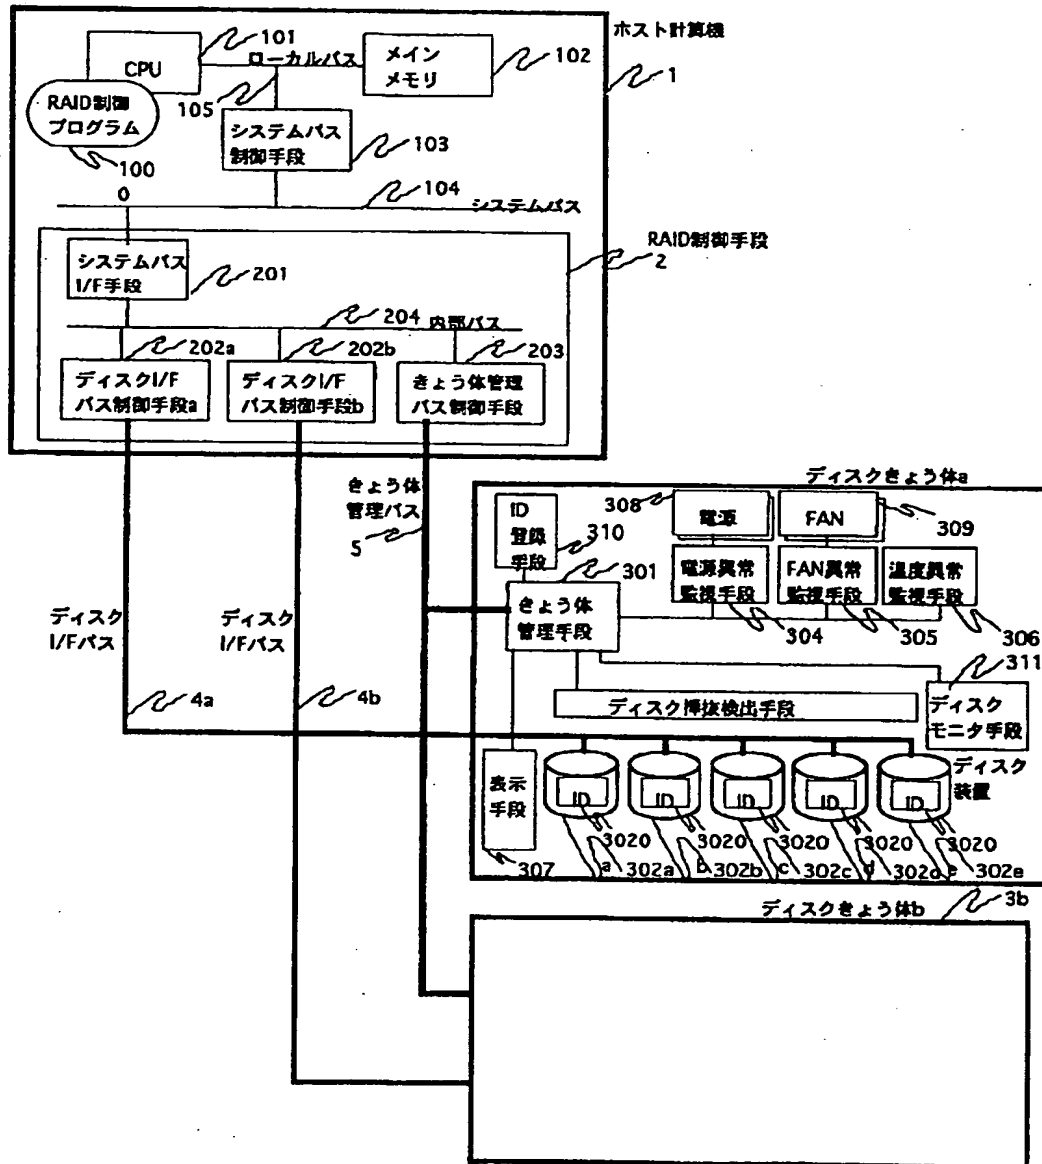 ホスト計算機
1
101
CPU
ローカルバス
メイン
メモリ
102
RAID制御
プログラム
100
0
105
システムバス
制御手段
103
104
システムバス
RAID制御手段
2
システムバス
I/F手段
201
204
内部バス
202a
202b
203
ディスクI/F
バス制御手段a
ディスクI/F
バス制御手段b
きょう体管理
バス制御手段
きょう体
管理バス
5
ディスクきょう体a
ID
登録
手段
310
308
電源
FAN
309
301
きょう体
管理手段
電源異常
監視手段
FAN異常
監視手段
温度異常
監視手段
304
305
306
ディスク
I/Fバス
ディスク
I/Fバス
311
4a
4b
ディスク挿抜検出手段
ディスク
モニタ手段
表示
手段
ID
ID
ID
ID
ID
ディスク
装置
3020
3020
3020
3020
3020
307
a
302a
b
302b
c
302c
d
302d
e
302e
ディスクきょう体b
3b